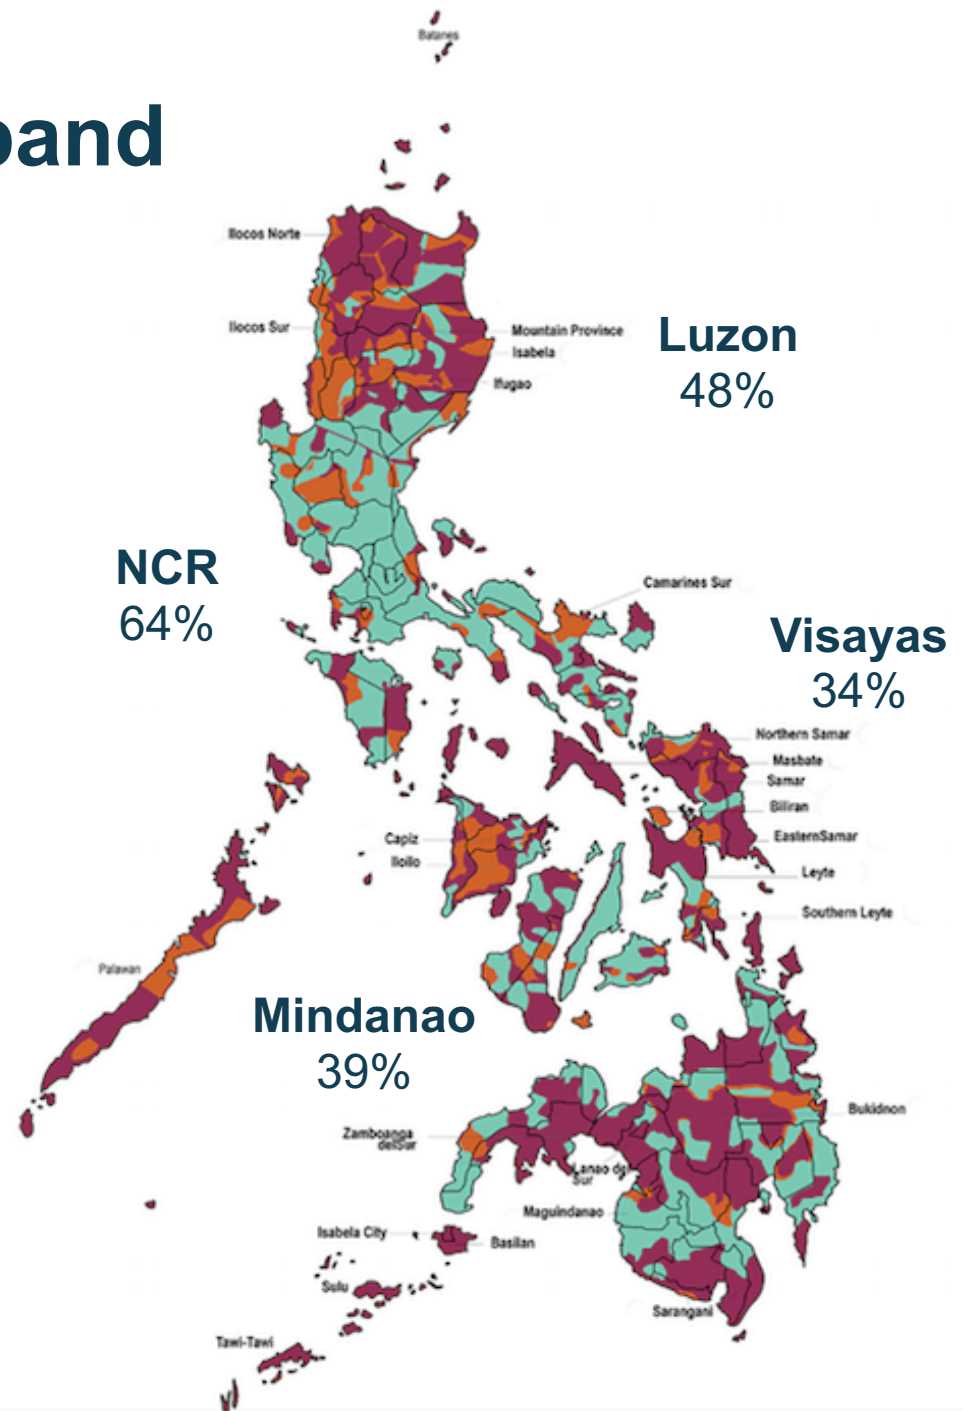 Batanes
band
Ilocos Norte
Ilocos Sur
Mountain Province
Isabela
Ifugao
Luzon
48%
NCR
64%
Camarines Sur
Visayas
34%
Northern Samar
Masbate
Samar
Biliran
EasternSamar
Leyte
Southern Leyte
Capiz
Iloilo
Palawan
Mindanao
39%
Bukidnon
Zamboanga
delSur
Lanao del
Sur
Maguindanao
Isabela City
Basilan
Sulu
Sarangani
Tawi-Tawi